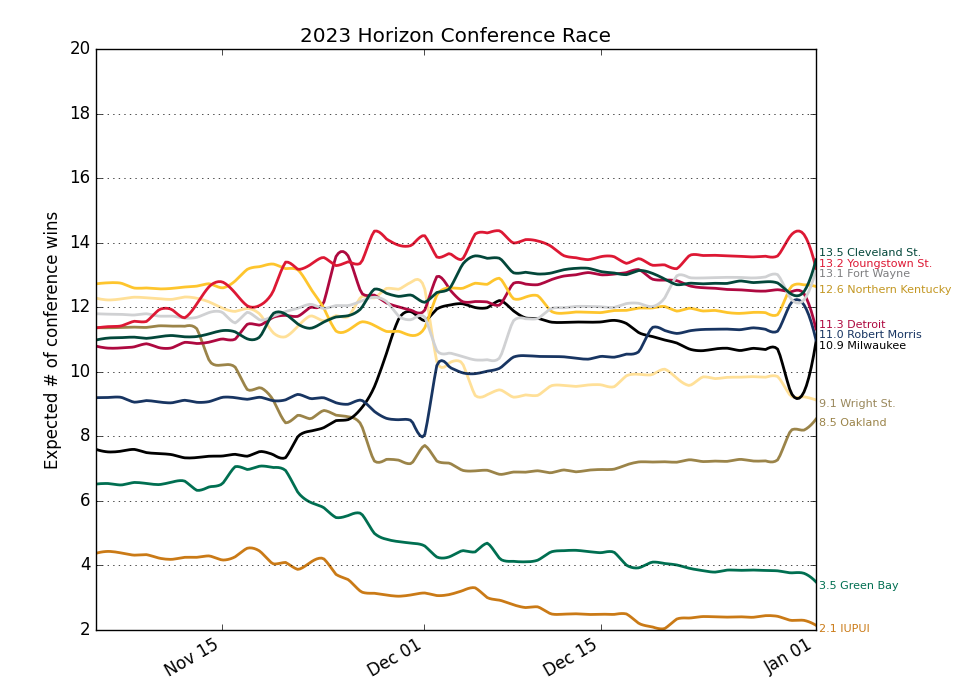 2023 Horizon Conference Race
Expected # of conference wins
20
18
16
14
12
10
8
6
4
2
Nov 15
Dec 01
Dec 15
Jan 01
13.5 Cleveland St.
13.2 Youngstown St.
13.1 Fort Wayne
12.6 Northern Kentucky
11.3 Detroit
11.0 Robert Morris
10.9 Milwaukee
9.1 Wright St.
8.5 Oakland
3.5 Green Bay
2.1 IUPUI